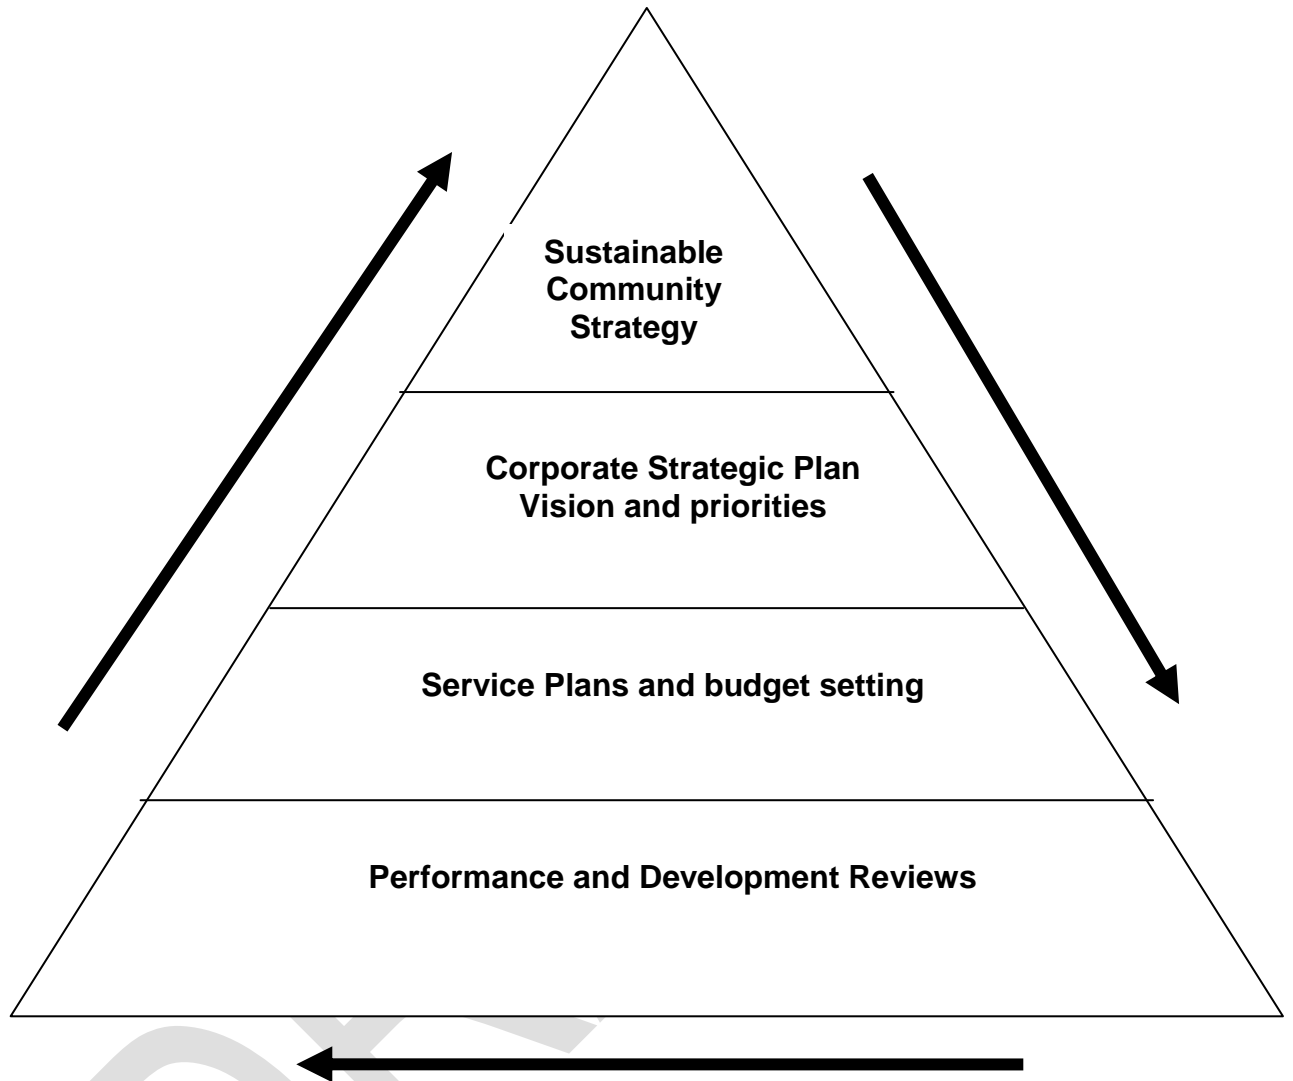 Sustainable
Community
Strategy
Corporate Strategic Plan
Vision and priorities
Service Plans and budget setting
Performance and Development Reviews